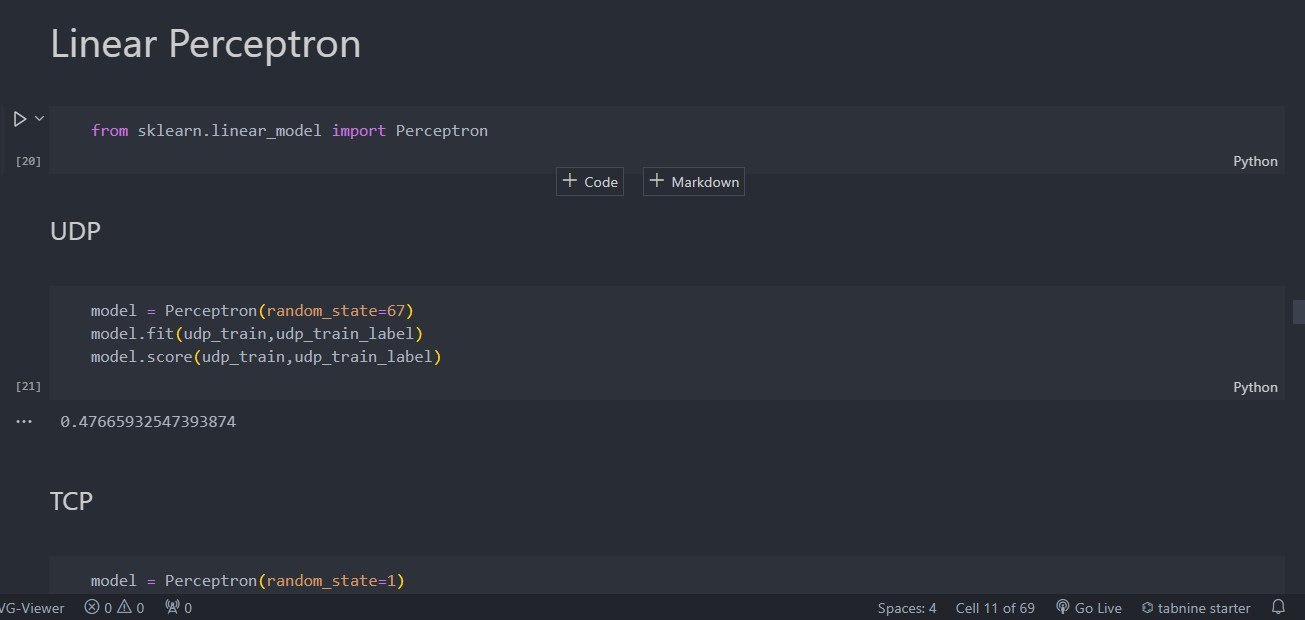 Linear Perceptron
from sklearn.linear_model import Perceptron
[20]
Python
+ Code + Markdown
UDP
model = Perceptron(random_state=67)
model.fit(udp_train,udp_train_label)
model.score(udp_train,udp_train_label)
[21]
Python
... 0.47665932547393874
TCP
model = Perceptron(random_state=1)
VG-Viewer 0 0 0 Spaces: 4 Cell 11 of 69 Go Live tabnine starter